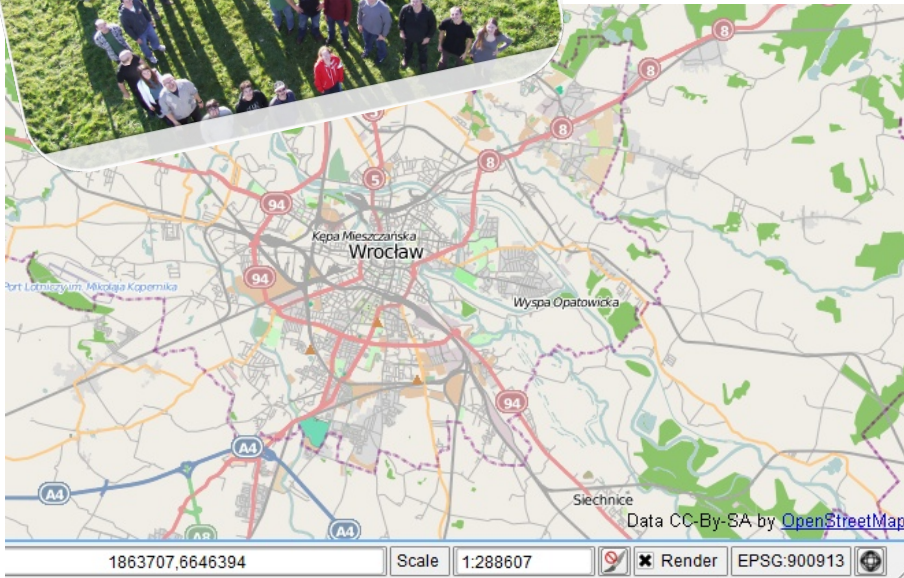 8
8
8
5
8
5
94
Kępa Mieszczańska
Wrocław
94
Port Lotniczy im. Mikołaja Kopernika
Wyspa Opatowicka
94
A4
A4
Siechnice
Data CC-By-SA by OpenStreetMap
A8
A4
1863707,6646394 Scale 1:288607 Render EPSG:900913